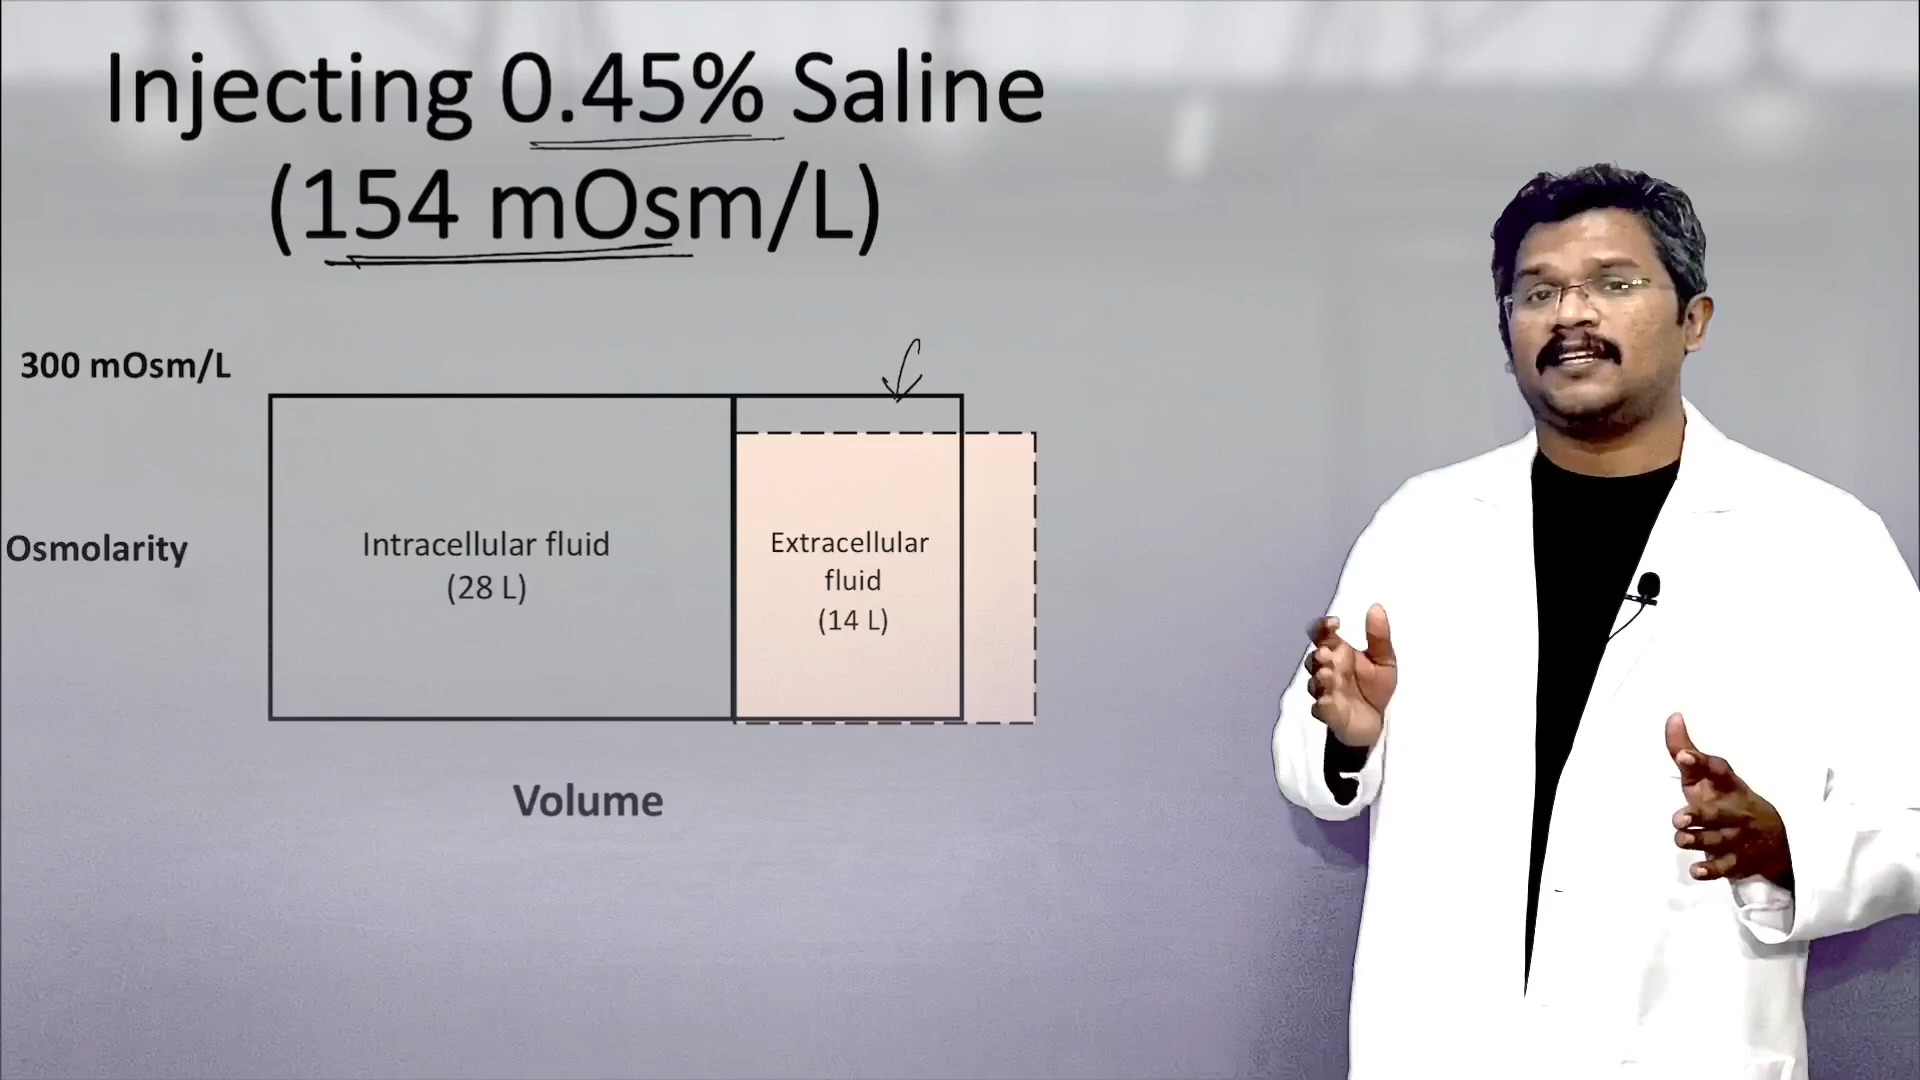 Injecting 0.45% Saline
(154 mOsm/L)
300 mOsm/L
Osmolarity
Intracellular fluid
(28 L)
Extracellular
fluid
(14 L)
Volume